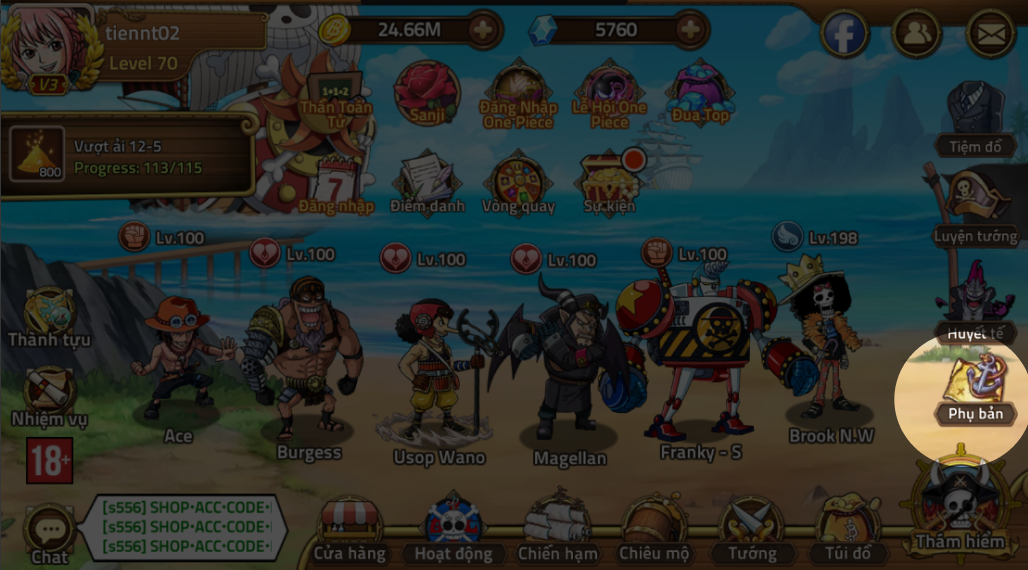 tiennt02
Level 70
V3
24.66M
5760
Vượt ải 12-5
Progress: 113/115
800
1+1=2
Thần Toán Tử
Sanji
Đăng Nhập One Piece
Lễ Hội One Piece
Đua Top
7
Đăng nhập
Điểm danh
Vòng quay
Sự kiện
Tiệm đồ
Luyện tướng
Huyết tế
Phụ bản
Thám hiểm
Lv.100
Lv.100
Lv.100
Lv.100
Lv.100
Lv.198
Thành tựu
Nhiệm vụ
18+
Ace
Burgess
Usop Wano
Magellan
Franky - S
Brook N.W
Chat
[s556] SHOP•ACC•CODE•
[s556] SHOP•ACC•CODE•
[s556] SHOP•ACC•CODE•
Cửa hàng
Hoạt động
Chiến hạm
Chiêu mộ
Tướng
Túi đồ